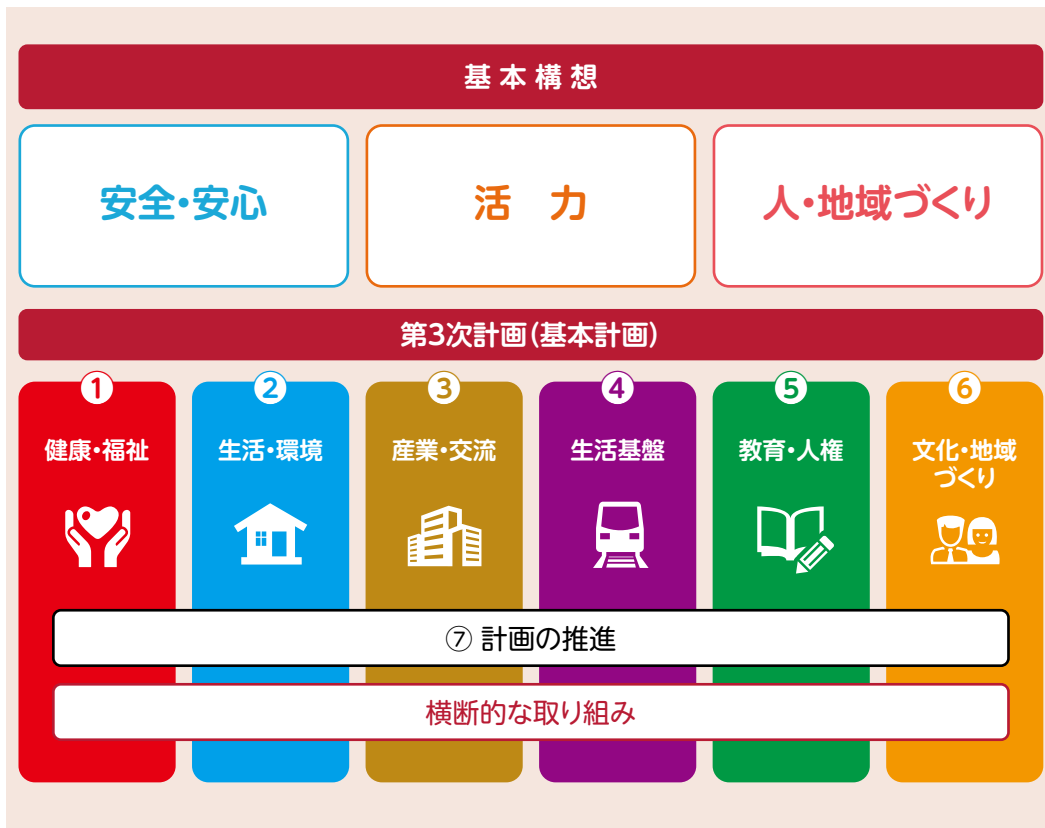 基本構想
安全・安心
活力
人・地域づくり
第3次計画(基本計画)
1
2
3
4
5
6
健康・福祉
生活・環境
産業・交流
生活基盤
教育・人権
文化・地域
づくり
⑦ 計画の推進
横断的な取り組み